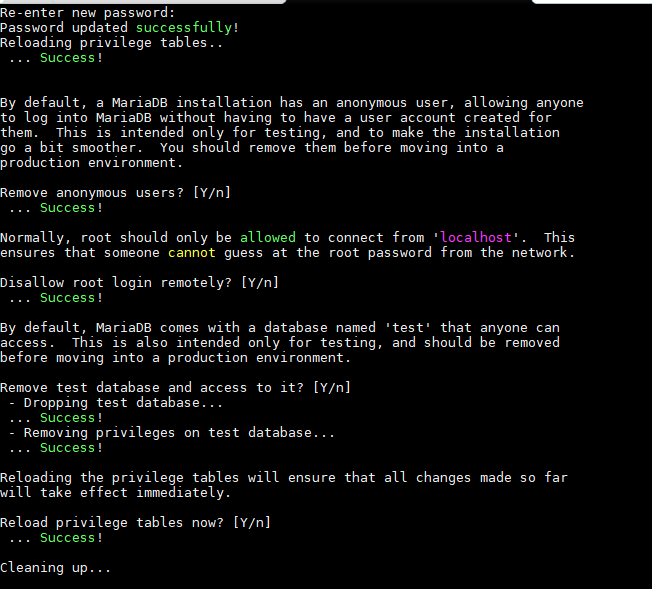 Re-enter new password:
Password updated successfully!
Reloading privilege tables..
 ... Success!
By default, a MariaDB installation has an anonymous user, allowing anyone
to log into MariaDB without having to have a user account created for
them.  This is intended only for testing, and to make the installation
go a bit smoother.  You should remove them before moving into a
production environment.
Remove anonymous users? [Y/n]
 ... Success!
Normally, root should only be allowed to connect from 'localhost'.  This
ensures that someone cannot guess at the root password from the network.
Disallow root login remotely? [Y/n]
 ... Success!
By default, MariaDB comes with a database named 'test' that anyone can
access.  This is also intended only for testing, and should be removed
before moving into a production environment.
Remove test database and access to it? [Y/n]
 - Dropping test database...
 ... Success!
 - Removing privileges on test database...
 ... Success!
Reloading the privilege tables will ensure that all changes made so far
will take effect immediately.
Reload privilege tables now? [Y/n]
 ... Success!
Cleaning up...